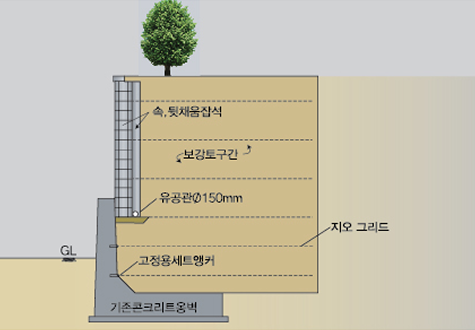 속,뒷채움잡석
보강토구간
유공관Ø150mm
지오 그리드
GL
고정용세트앵커
기존콘크리트옹벽